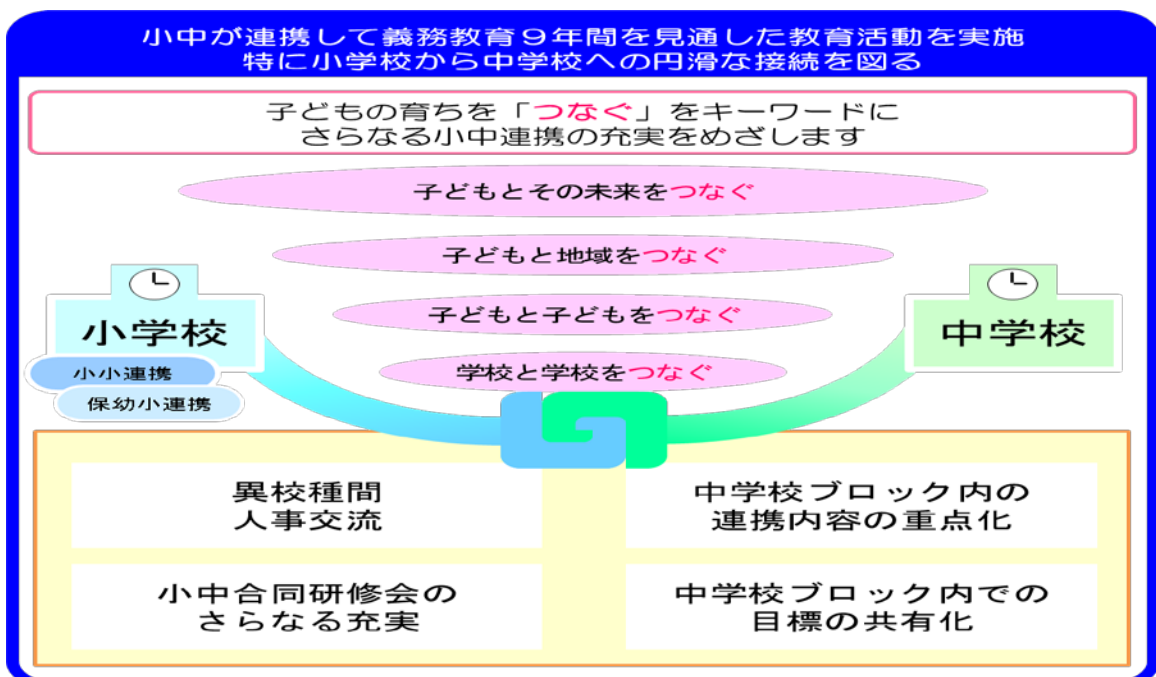 小中が連携して義務教育９年間を見通した教育活動を実施
特に小学校から中学校への円滑な接続を図る
子どもの育ちを「つなぐ」をキーワードに
さらなる小中連携の充実をめざします
子どもとその未来をつなぐ
子どもと地域をつなぐ
子どもと子どもをつなぐ
学校と学校をつなぐ
小学校
小小連携
保幼小連携
中学校
異校種間
人事交流
中学校ブロック内の
連携内容の重点化
小中合同研修会の
さらなる充実
中学校ブロック内での
目標の共有化